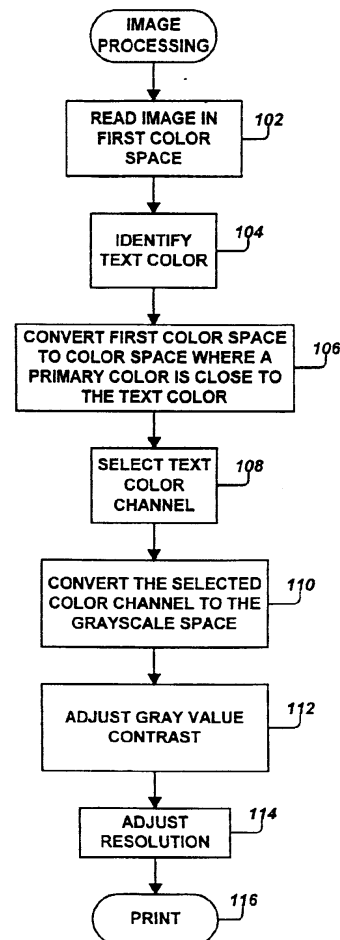 IMAGE
PROCESSING
READ IMAGE IN
FIRST COLOR
SPACE
102
IDENTIFY
TEXT COLOR
104
CONVERT FIRST COLOR SPACE
TO COLOR SPACE WHERE A
PRIMARY COLOR IS CLOSE TO
THE TEXT COLOR
106
SELECT TEXT
COLOR
CHANNEL
108
CONVERT THE SELECTED
COLOR CHANNEL TO THE
GRAYSCALE SPACE
110
ADJUST GRAY VALUE
CONTRAST
112
ADJUST
RESOLUTION
114
PRINT
116